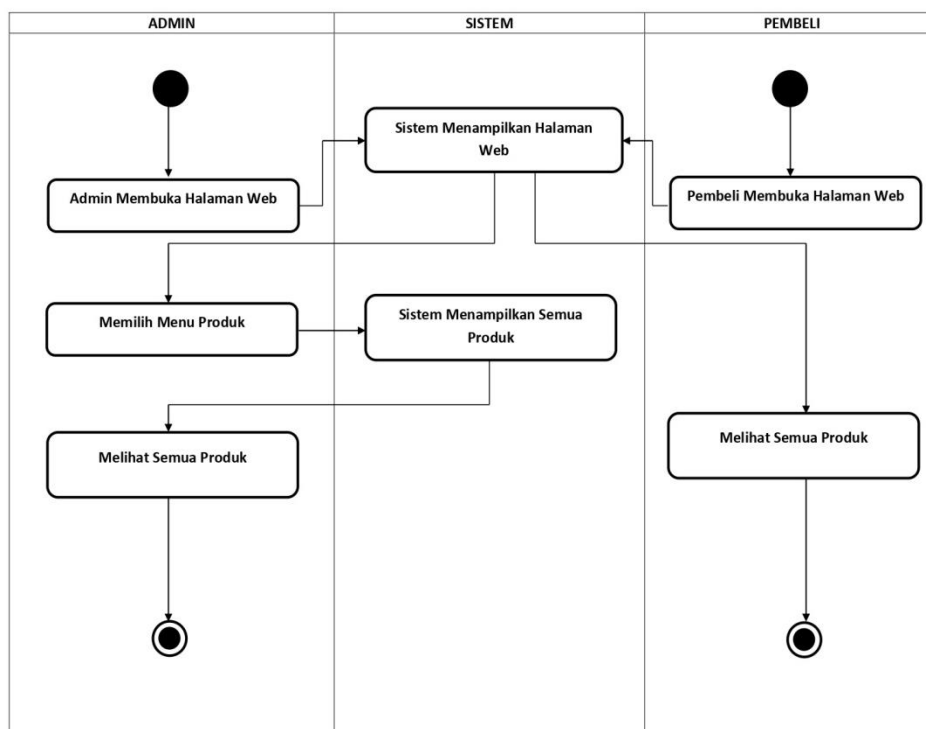 ADMIN
SISTEM
PEMBELI
Sistem Menampilkan Halaman
Web
Admin Membuka Halaman Web
Pembeli Membuka Halaman Web
Memilih Menu Produk
Sistem Menampilkan Semua
Produk
Melihat Semua Produk
Melihat Semua Produk